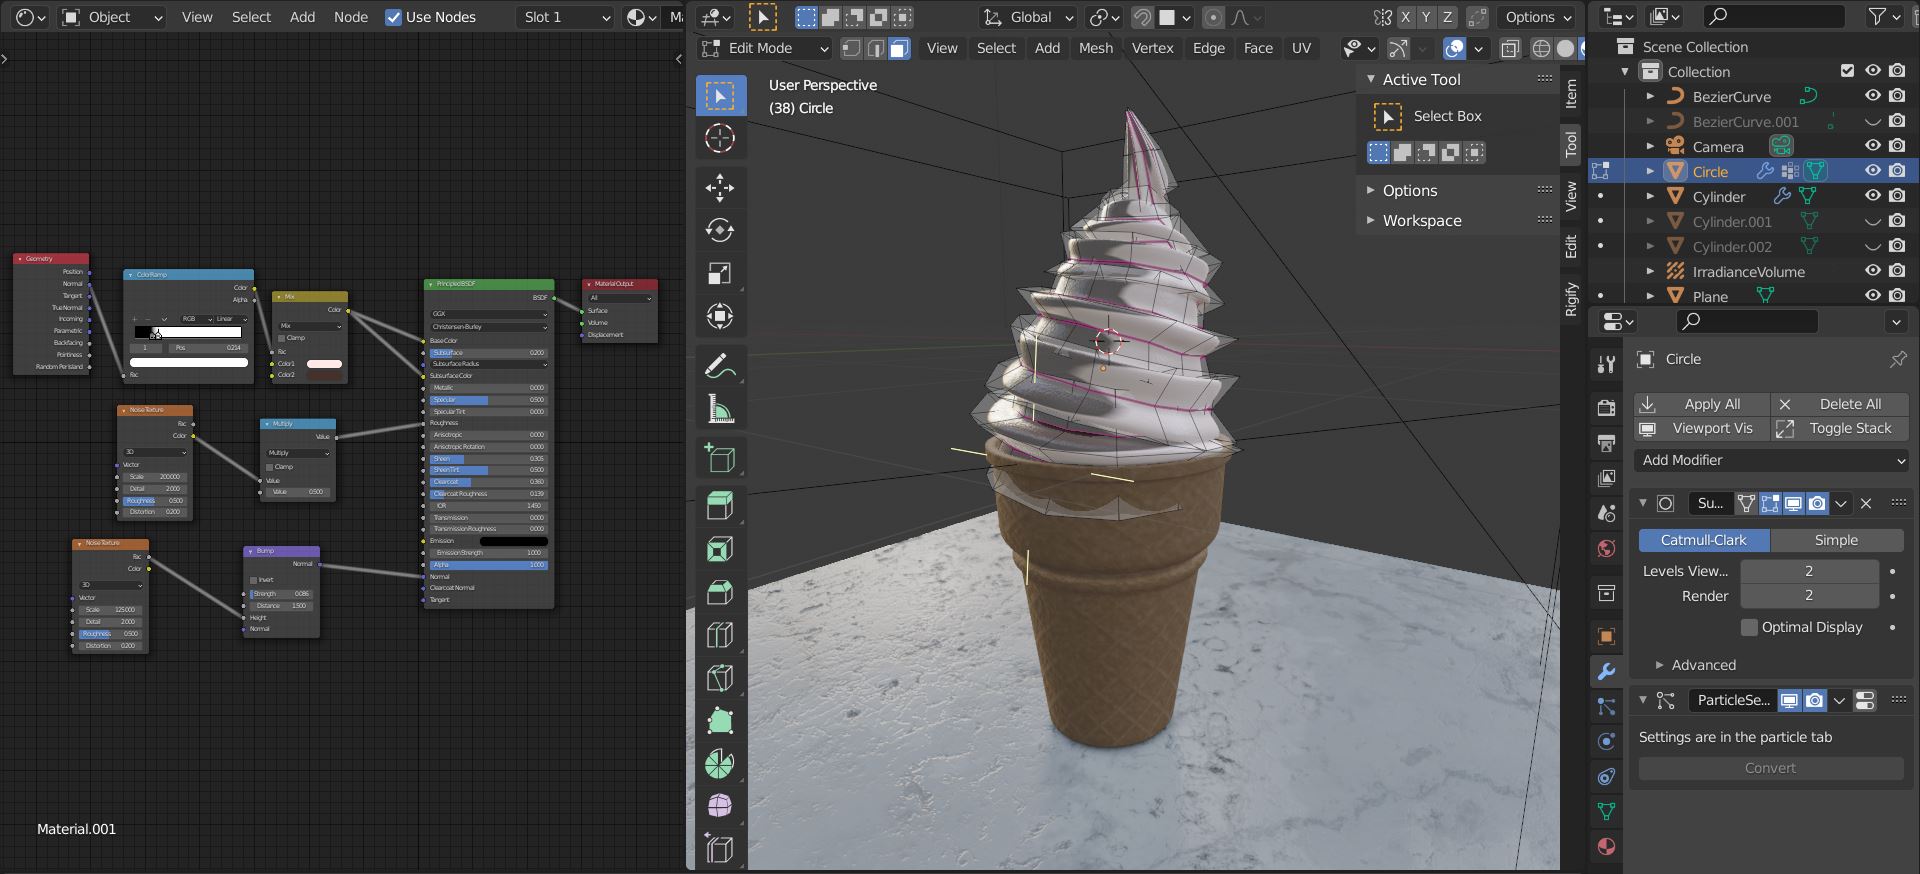 Object View Select Add Node Use Nodes Slot 1
Global X Y Z Options
Edit Mode View Select Add Mesh Vertex Edge Face UV
User Perspective
(38) Circle
Active Tool
Select Box
Options
Workspace
Item
Tool
View
Edit
Rigify
Geometry
Position
Normal
Tangent
True Normal
Incoming
Parametric
Backfacing
Pointiness
Random Per Island
ColorRamp
Color
Alpha
RGB Linear
1 Pos 0.214
Fac
Mix
Color
Mix
Clamp
Fac
Color1
Color2
Principled BSDF
BSDF
GGX
Christensen-Burley
Base Color
Subsurface 0.200
Subsurface Radius
Subsurface Color
Metallic 0.000
Specular 0.500
Specular Tint 0.000
Roughness
Anisotropic 0.000
Anisotropic Rotation 0.000
Sheen 0.305
Sheen Tint 0.500
Clearcoat 0.360
Clearcoat Roughness 0.139
IOR 1.450
Transmission 0.000
Transmission Roughness 0.000
Emission
Emission Strength 1.000
Alpha 1.000
Normal
Clearcoat Normal
Tangent
Material Output
All
Surface
Volume
Displacement
Noise Texture
Fac
Color
3D
Vector
Scale 200.000
Detail 2.000
Roughness 0.500
Distortion 0.200
Multiply
Value
Multiply
Clamp
Value
Value 0.500
Noise Texture
Fac
Color
3D
Vector
Scale 125.000
Detail 2.000
Roughness 0.500
Distortion 0.200
Bump
Normal
Invert
Strength 0.086
Distance 1.500
Height
Normal
Material.001
Scene Collection
Collection
BezierCurve
BezierCurve.001
Camera
Circle
Cylinder
Cylinder.001
Cylinder.002
IrradianceVolume
Plane
Circle
Apply All Delete All
Viewport Vis Toggle Stack
Add Modifier
Su...
Catmull-Clark Simple
Levels View... 2
Render 2
Optimal Display
Advanced
ParticleSe...
Settings are in the particle tab
Convert